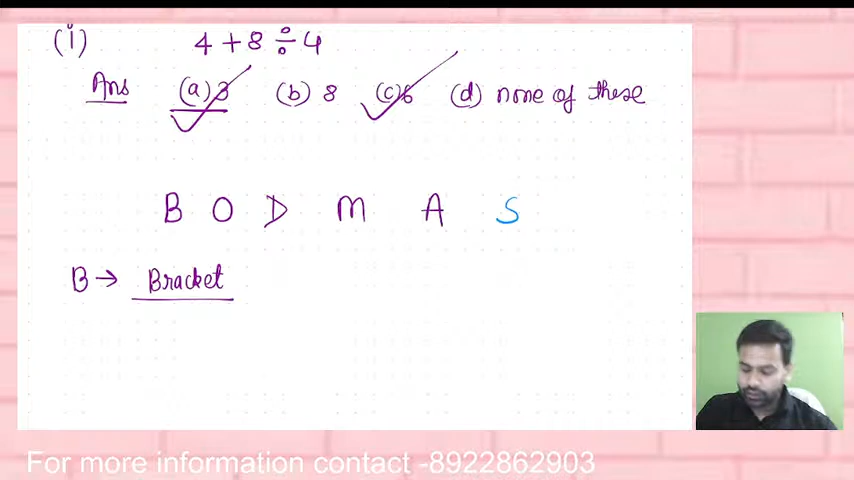 (i) 4 + 8 ÷ 4
Ans (a) 3 (b) 8 (c) 6 (d) none of these
B O D M A S
B → Bracket
For more information contact -8922862903